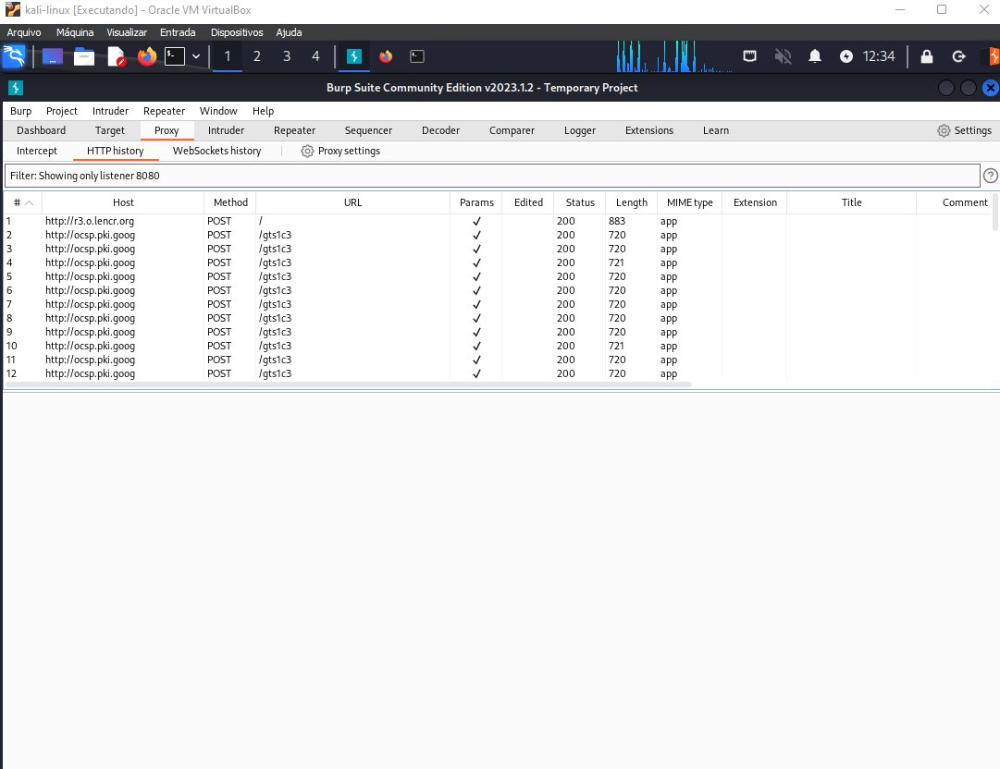 kali-linux [Executando] - Oracle VM VirtualBox
Arquivo Máquina Visualizar Entrada Dispositivos Ajuda
1 2 3 4 12:34
Burp Suite Community Edition v2023.1.2 - Temporary Project
Burp Project Intruder Repeater Window Help
Dashboard Target Proxy Intruder Repeater Sequencer Decoder Comparer Logger Extensions Learn Settings
Intercept HTTP history WebSockets history Proxy settings
Filter: Showing only listener 8080 ?
# Host Method URL Params Edited Status Length MIME type Extension Title Comment
1 http://r3.o.lencr.org POST / ✓ 200 883 app
2 http://ocsp.pki.goog POST /gts1c3 ✓ 200 720 app
3 http://ocsp.pki.goog POST /gts1c3 ✓ 200 720 app
4 http://ocsp.pki.goog POST /gts1c3 ✓ 200 721 app
5 http://ocsp.pki.goog POST /gts1c3 ✓ 200 720 app
6 http://ocsp.pki.goog POST /gts1c3 ✓ 200 720 app
7 http://ocsp.pki.goog POST /gts1c3 ✓ 200 720 app
8 http://ocsp.pki.goog POST /gts1c3 ✓ 200 720 app
9 http://ocsp.pki.goog POST /gts1c3 ✓ 200 720 app
10 http://ocsp.pki.goog POST /gts1c3 ✓ 200 721 app
11 http://ocsp.pki.goog POST /gts1c3 ✓ 200 720 app
12 http://ocsp.pki.goog POST /gts1c3 ✓ 200 720 app